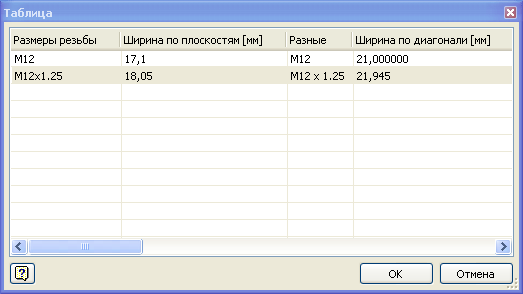 Таблица
Размеры резьбы Ширина по плоскостям [мм] Разные Ширина по диагонали [мм]
M12 17,1 M12 21,000000
M12x1.25 18,05 M12 x 1.25 21,945
?
OK Отмена